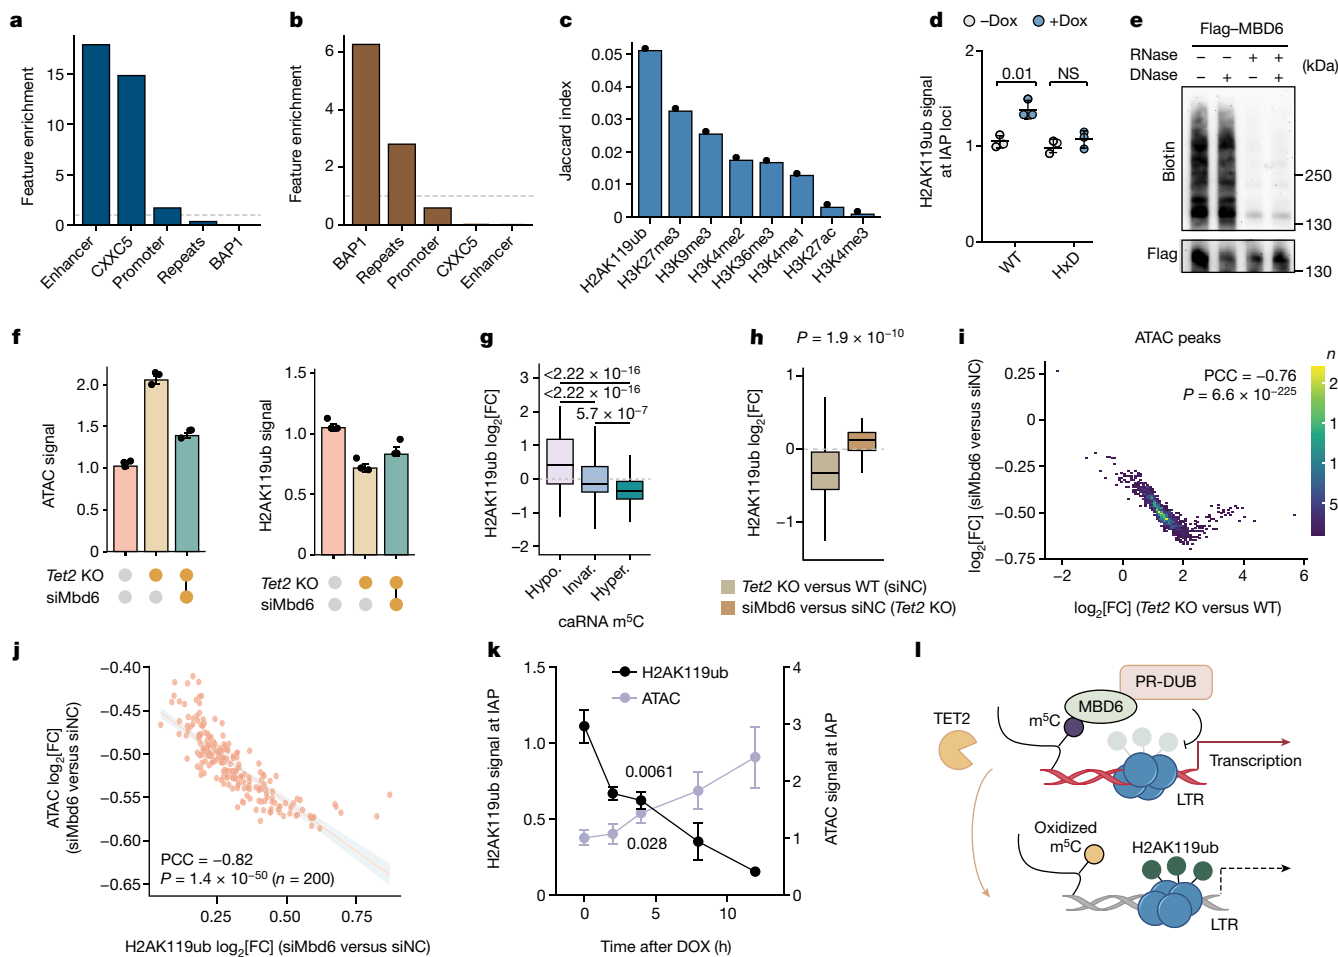 a
Feature enrichment
15
10
5
0
Enhancer
CXXC5
Promoter
Repeats
BAP1
b
Feature enrichment
6
4
2
0
BAP1
Repeats
Promoter
CXXC5
Enhancer
c
Jaccard index
0.05
0.04
0.03
0.02
0.01
0
H2AK119ub
H3K27me3
H3K9me3
H3K4me2
H3K36me3
H3K4me1
H3K27ac
H3K4me3
d
–Dox
+Dox
H2AK119ub signal
at IAP loci
2
1
0
0.01
NS
WT
HxD
e
Flag–MBD6
RNase – – + +
DNase – + – +
(kDa)
Biotin
250
130
Flag
130
f
ATAC signal
2.0
1.5
1.0
0.5
0
Tet2 KO
siMbd6
H2AK119ub signal
1.5
1.0
0.5
0
Tet2 KO
siMbd6
g
H2AK119ub log₂[FC]
3
2
1
0
−1
−2
<2.22 × 10⁻¹⁶
<2.22 × 10⁻¹⁶
5.7 × 10⁻⁷
Hypo.
Invar.
Hyper.
caRNA m⁵C
h
P = 1.9 × 10⁻¹⁰
H2AK119ub log₂[FC]
1
0
−1
Tet2 KO versus WT (siNC)
siMbd6 versus siNC (Tet2 KO)
i
ATAC peaks
log₂[FC] (siMbd6 versus siNC)
0.25
−0.25
−0.50
−0.75
PCC = −0.76
P = 6.6 × 10⁻²²⁵
−2
0
2
4
6
log₂[FC] (Tet2 KO versus WT)
n
2
1
1
5
j
ATAC log₂[FC]
(siMbd6 versus siNC)
−0.40
−0.45
−0.50
−0.55
−0.60
−0.65
PCC = −0.82
P = 1.4 × 10⁻⁵⁰ (n = 200)
0.25
0.50
0.75
H2AK119ub log₂[FC] (siMbd6 versus siNC)
k
H2AK119ub signal at IAP
1.5
1.0
0.5
0
H2AK119ub
ATAC
0.0061
0.028
4
3
2
1
0
ATAC signal at IAP
0
5
10
Time after DOX (h)
l
TET2
m⁵C
MBD6
PR-DUB
Transcription
LTR
Oxidized
m⁵C
H2AK119ub
LTR